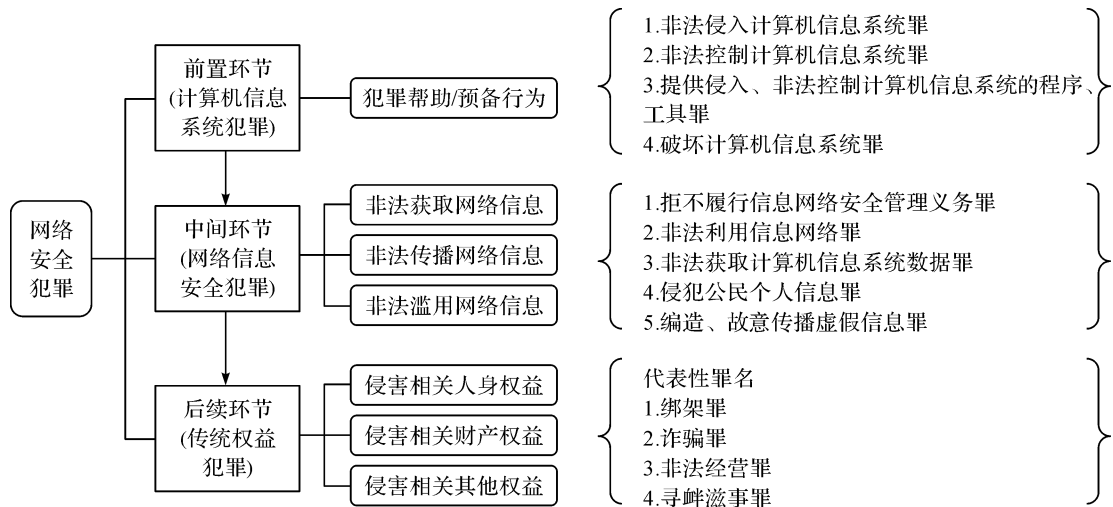 网络
安全
犯罪
前置环节
(计算机信息
系统犯罪)
犯罪帮助/预备行为
1.非法侵入计算机信息系统罪
2.非法控制计算机信息系统罪
3.提供侵入、非法控制计算机信息系统的程序、
工具罪
4.破坏计算机信息系统罪
中间环节
(网络信息
安全犯罪)
非法获取网络信息
非法传播网络信息
非法滥用网络信息
1.拒不履行信息网络安全管理义务罪
2.非法利用信息网络罪
3.非法获取计算机信息系统数据罪
4.侵犯公民个人信息罪
5.编造、故意传播虚假信息罪
后续环节
(传统权益
犯罪)
侵害相关人身权益
侵害相关财产权益
侵害相关其他权益
代表性罪名
1.绑架罪
2.诈骗罪
3.非法经营罪
4.寻衅滋事罪